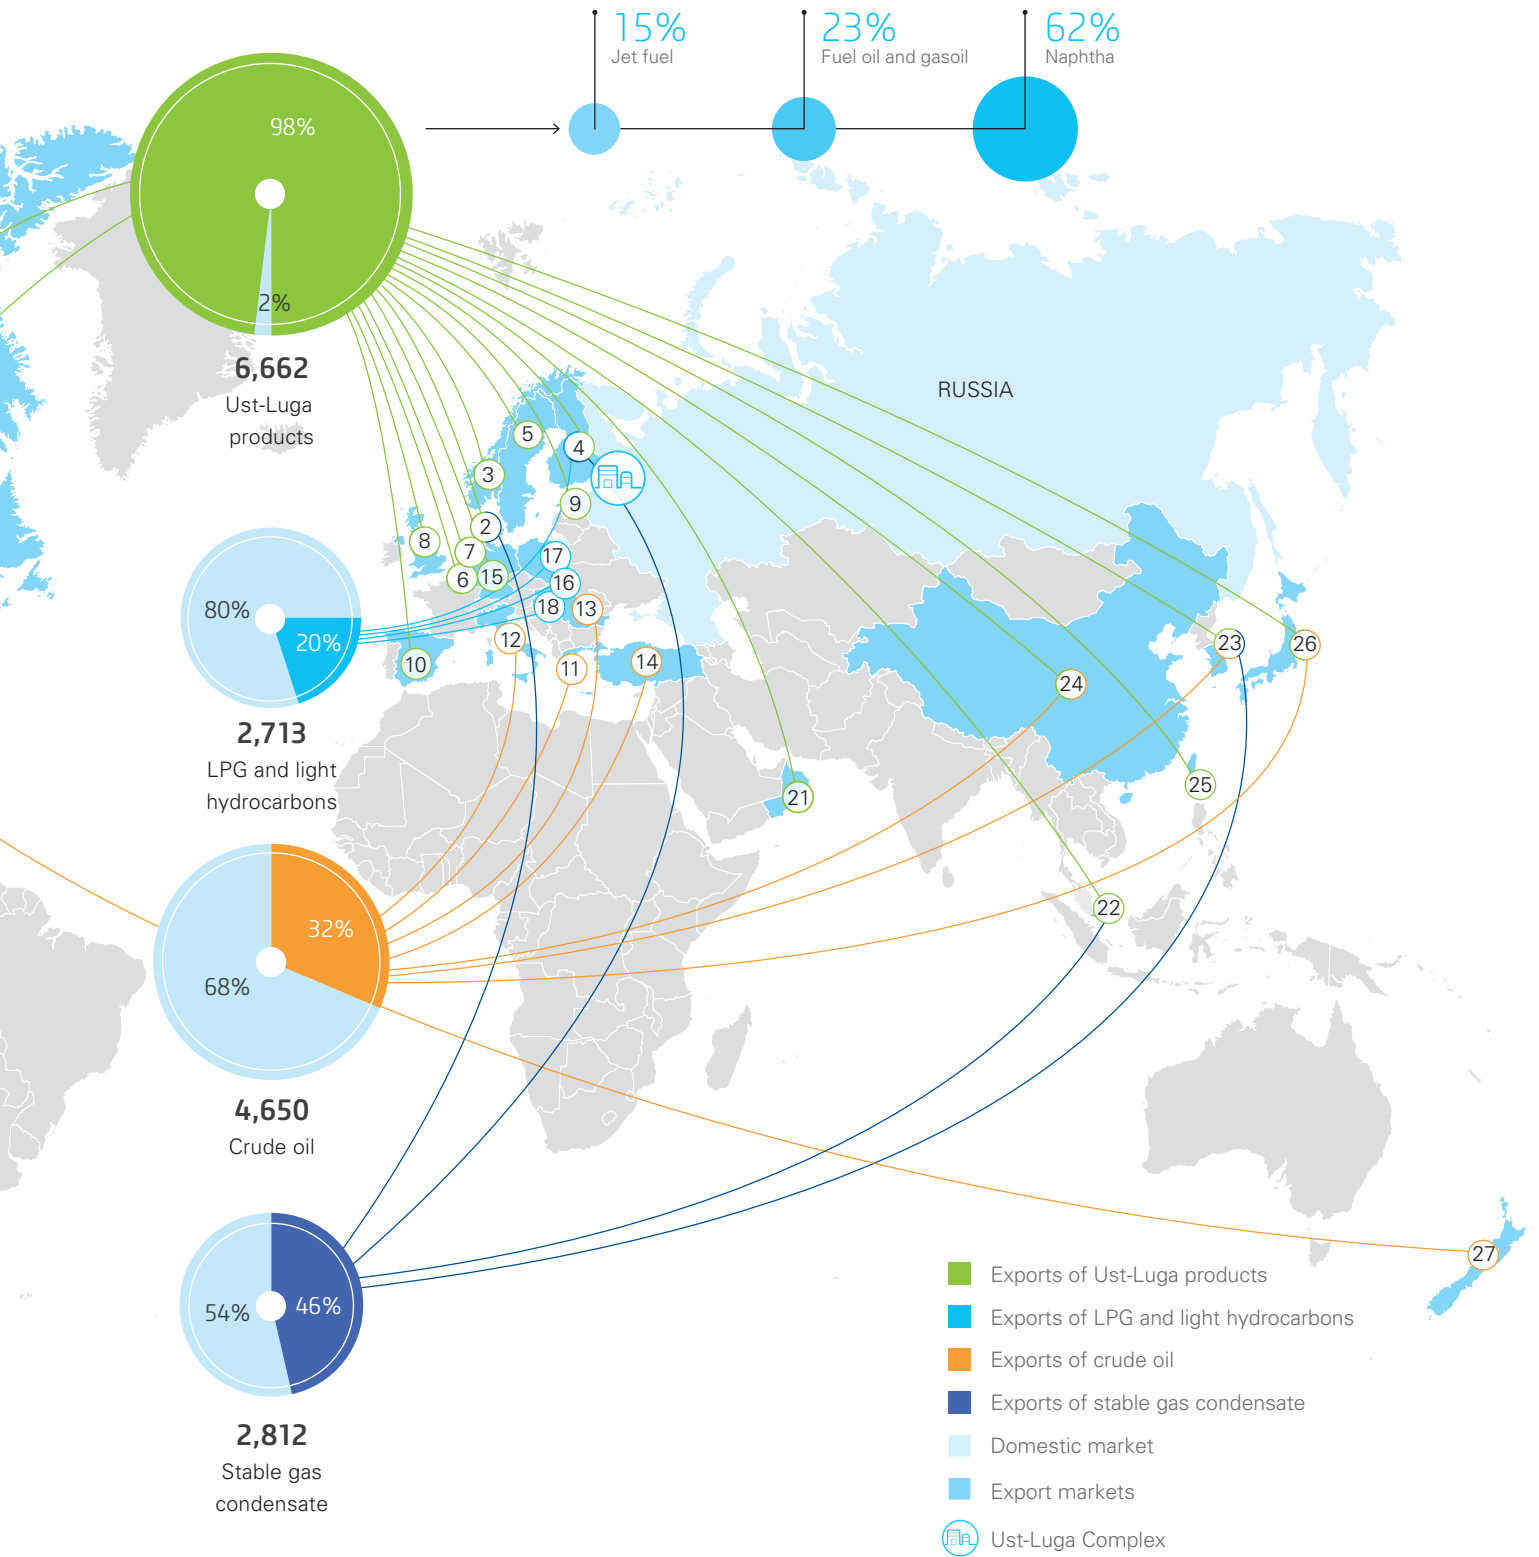 15%
Jet fuel
23%
Fuel oil and gasoil
62%
Naphtha
98%
2%
6,662
Ust-Luga
products
RUSSIA
5
4
3
9
2
8
7
17
6
15
16
18
13
12
11
14
10
23
26
24
25
21
22
27
80%
20%
2,713
LPG and light
hydrocarbons
32%
68%
4,650
Crude oil
54%
46%
2,812
Stable gas
condensate
Exports of Ust-Luga products
Exports of LPG and light hydrocarbons
Exports of crude oil
Exports of stable gas condensate
Domestic market
Export markets
Ust-Luga Complex